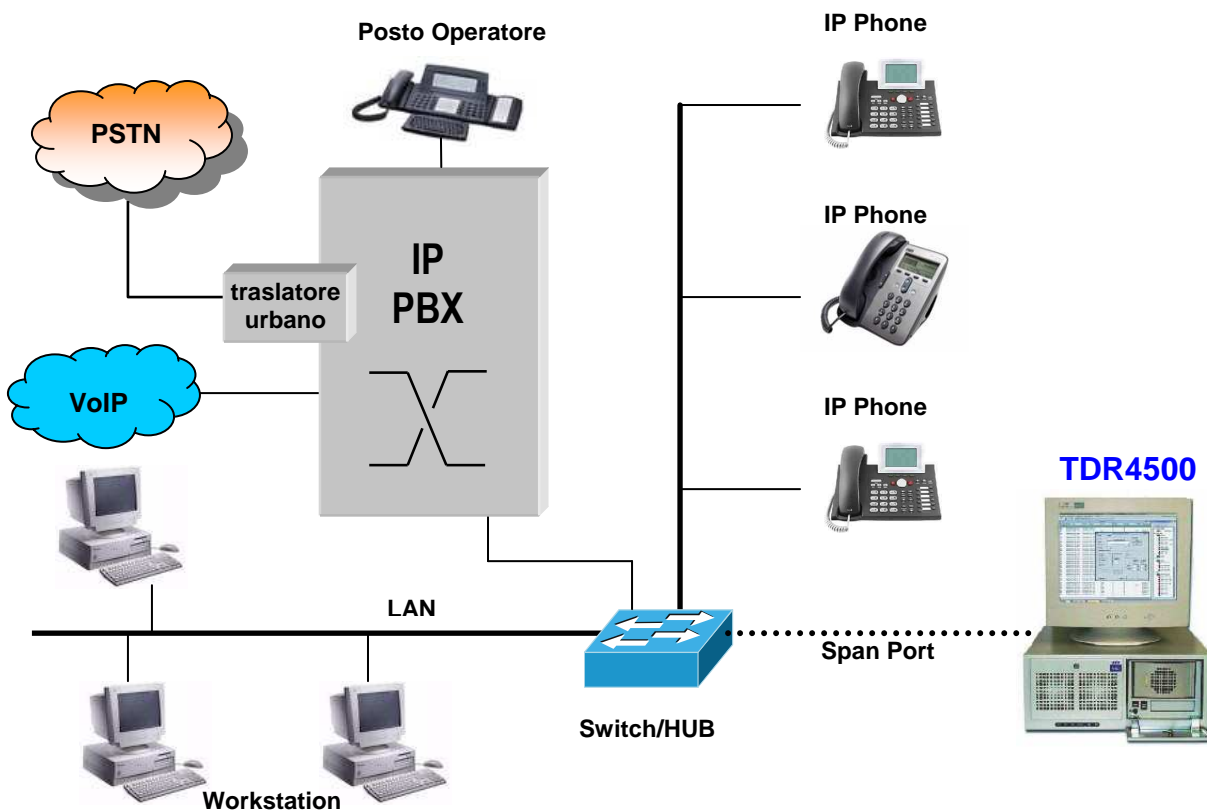 Posto Operatore
IP Phone
PSTN
IP Phone
IP
PBX
traslatore
urbano
VoIP
IP Phone
TDR4500
LAN
Span Port
Switch/HUB
Workstation